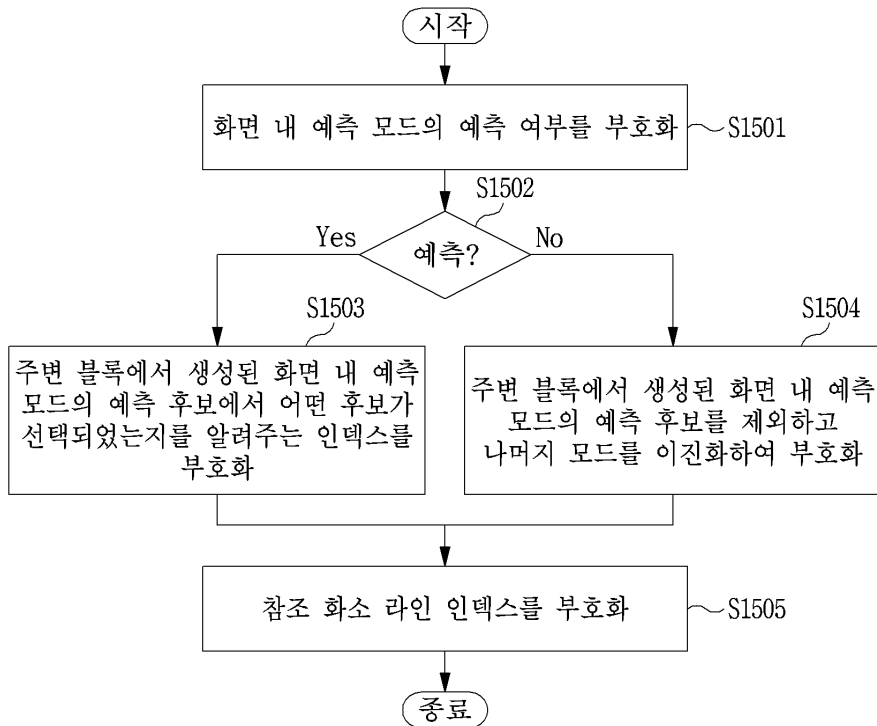 시작
화면 내 예측 모드의 예측 여부를 부호화
S1501
S1502
예측?
Yes
No
S1503
주변 블록에서 생성된 화면 내 예측
모드의 예측 후보에서 어떤 후보가
선택되었는지를 알려주는 인덱스를
부호화
S1504
주변 블록에서 생성된 화면 내 예측
모드의 예측 후보를 제외하고
나머지 모드를 이진화하여 부호화
참조 화소 라인 인덱스를 부호화
S1505
종료